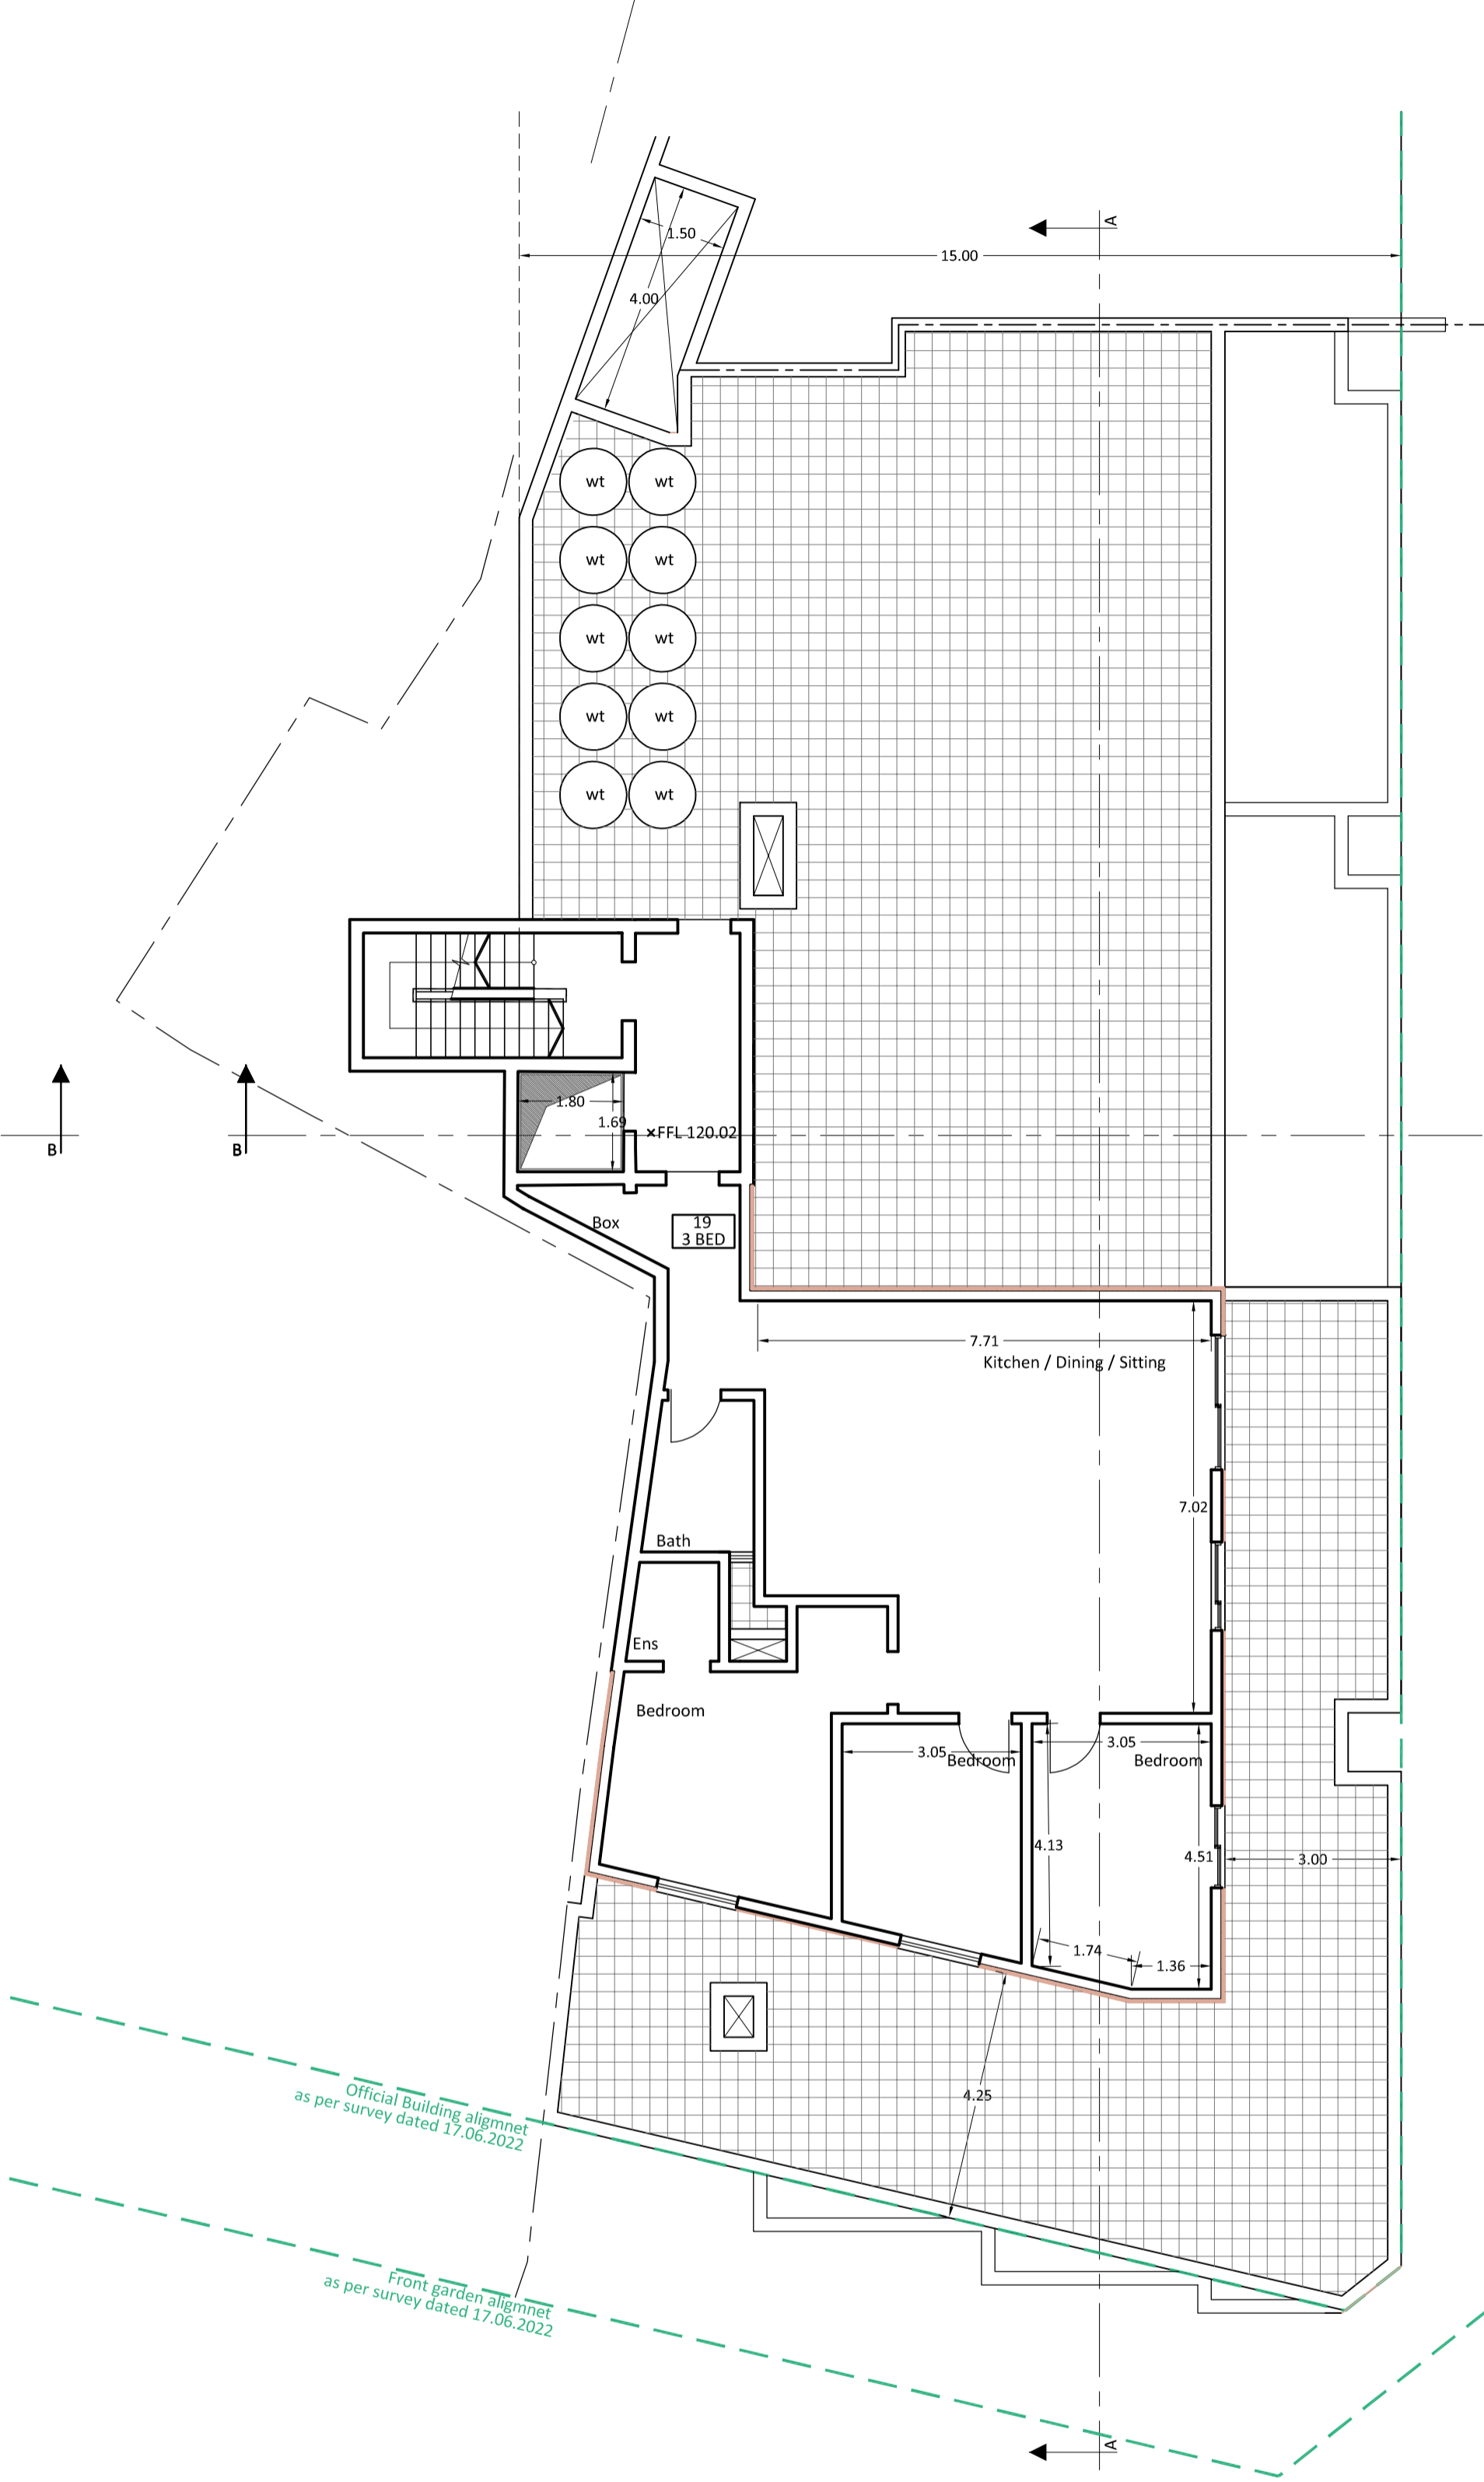 A
1.50
15.00
4.00
wt wt
wt wt
wt wt
wt wt
wt wt
1.80
1.69
×FFL 120.02
B B
Box
19
3 BED
7.71
Kitchen / Dining / Sitting
7.02
Bath
Ens
Bedroom
3.05
Bedroom
3.05
Bedroom
4.13
4.51
3.00
1.74
1.36
4.25
Official Building aligmnet
as per survey dated 17.06.2022
Front garden aligmnet
as per survey dated 17.06.2022
A